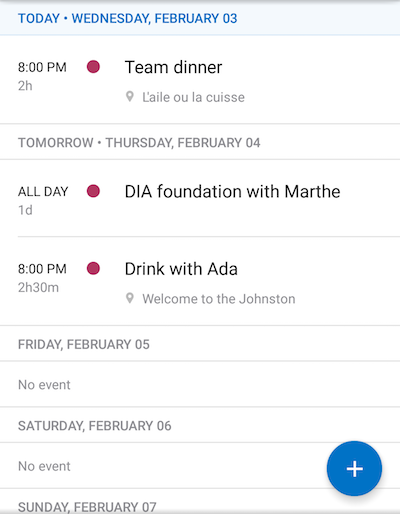 TODAY • WEDNESDAY, FEBRUARY 03
8:00 PM Team dinner
2h
L'aile ou la cuisse
TOMORROW • THURSDAY, FEBRUARY 04
ALL DAY DIA foundation with Marthe
1d
8:00 PM Drink with Ada
2h30m
Welcome to the Johnston
FRIDAY, FEBRUARY 05
No event
SATURDAY, FEBRUARY 06
No event
SUNDAY, FEBRUARY 07